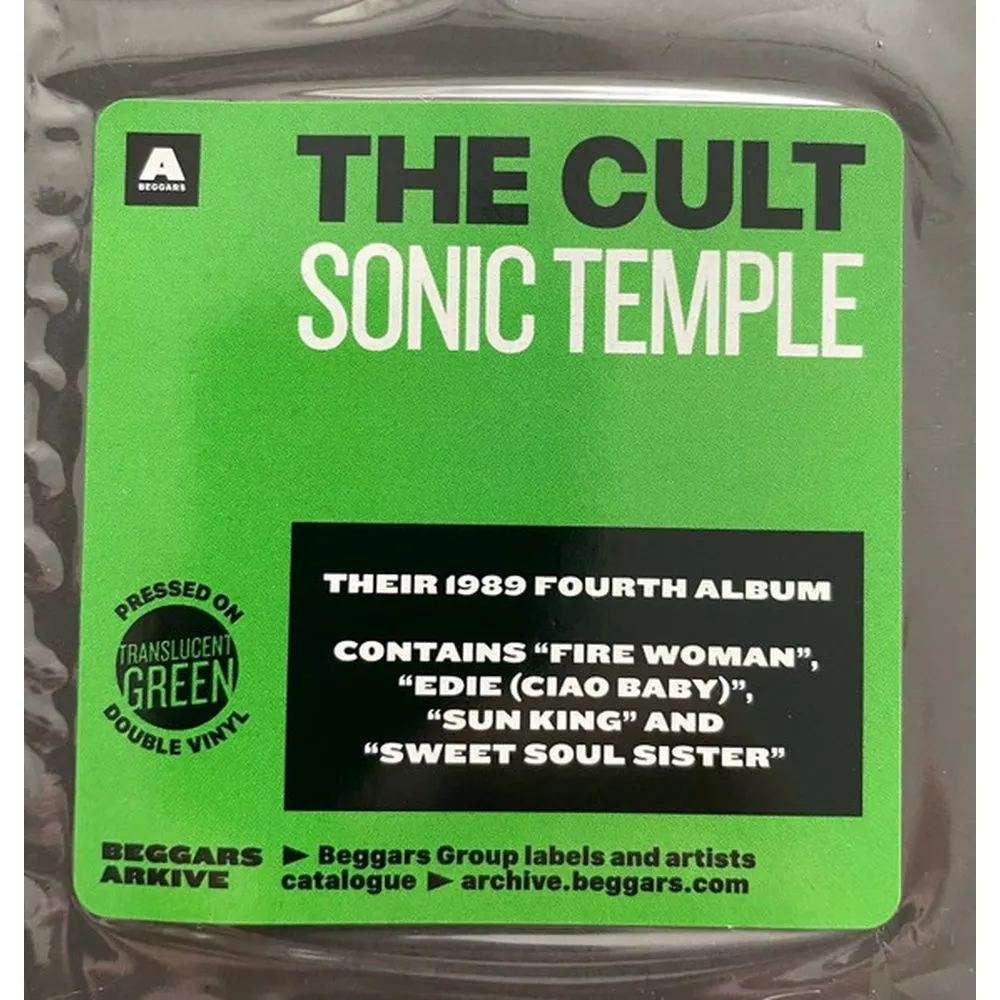 A
BEGGARS
THE CULT
SONIC TEMPLE
THEIR 1989 FOURTH ALBUM
CONTAINS “FIRE WOMAN”,
“EDIE (CIAO BABY)”,
“SUN KING” AND
“SWEET SOUL SISTER”
PRESSED ON
TRANSLUCENT
GREEN
DOUBLE VINYL
BEGGARS
ARKIVE
► Beggars Group labels and artists
catalogue ► archive.beggars.com